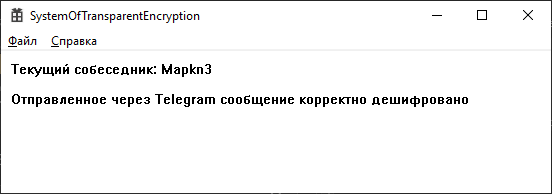 SystemOfTransparentEncryption
Файл Справка
Текущий собеседник: Mapkn3
Отправленное через Telegram сообщение корректно дешифровано